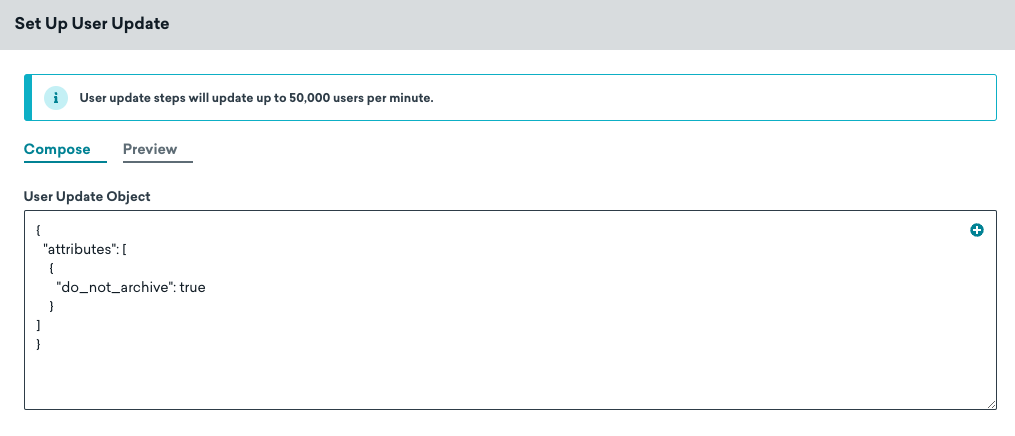 Set Up User Update
i
User update steps will update up to 50,000 users per minute.
Compose Preview
User Update Object
{
"attributes": [
{
"do_not_archive": true
}
]
}